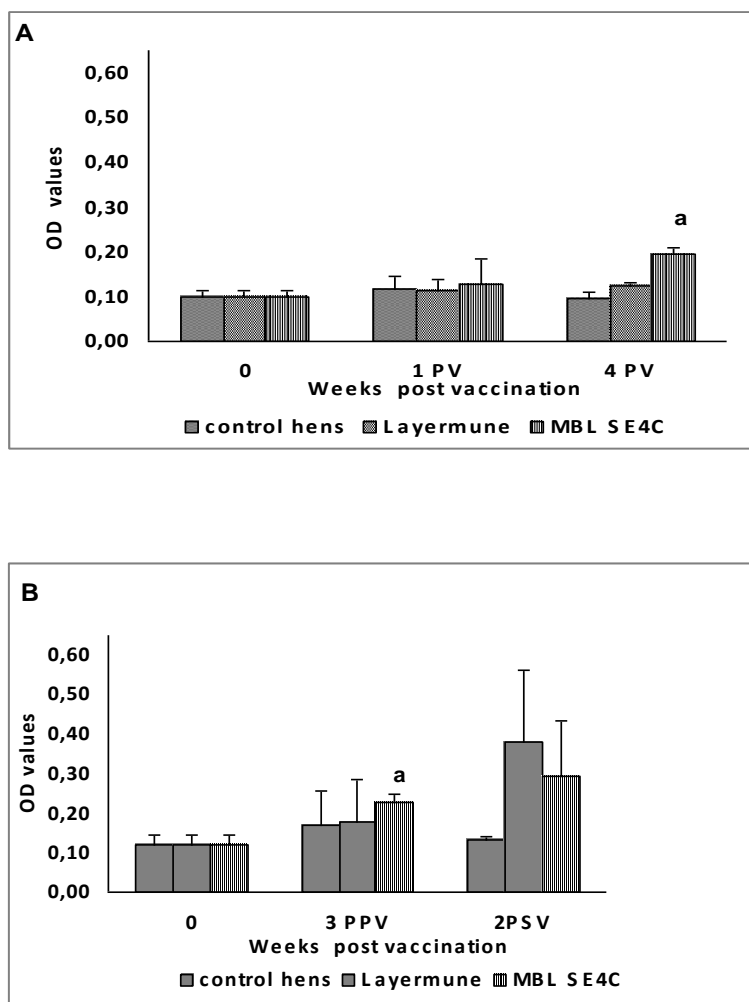 A
0,60
0,50
0,40
0,30
0,20
0,10
0,00
OD values
a
0 1 PV 4 PV
Weeks post vaccination
control hens Layermune MBL SE4C
B
0,60
0,50
0,40
0,30
0,20
0,10
0,00
OD values
a
0 3 PPV 2PSV
Weeks post vaccination
control hens Layermune MBL SE4C